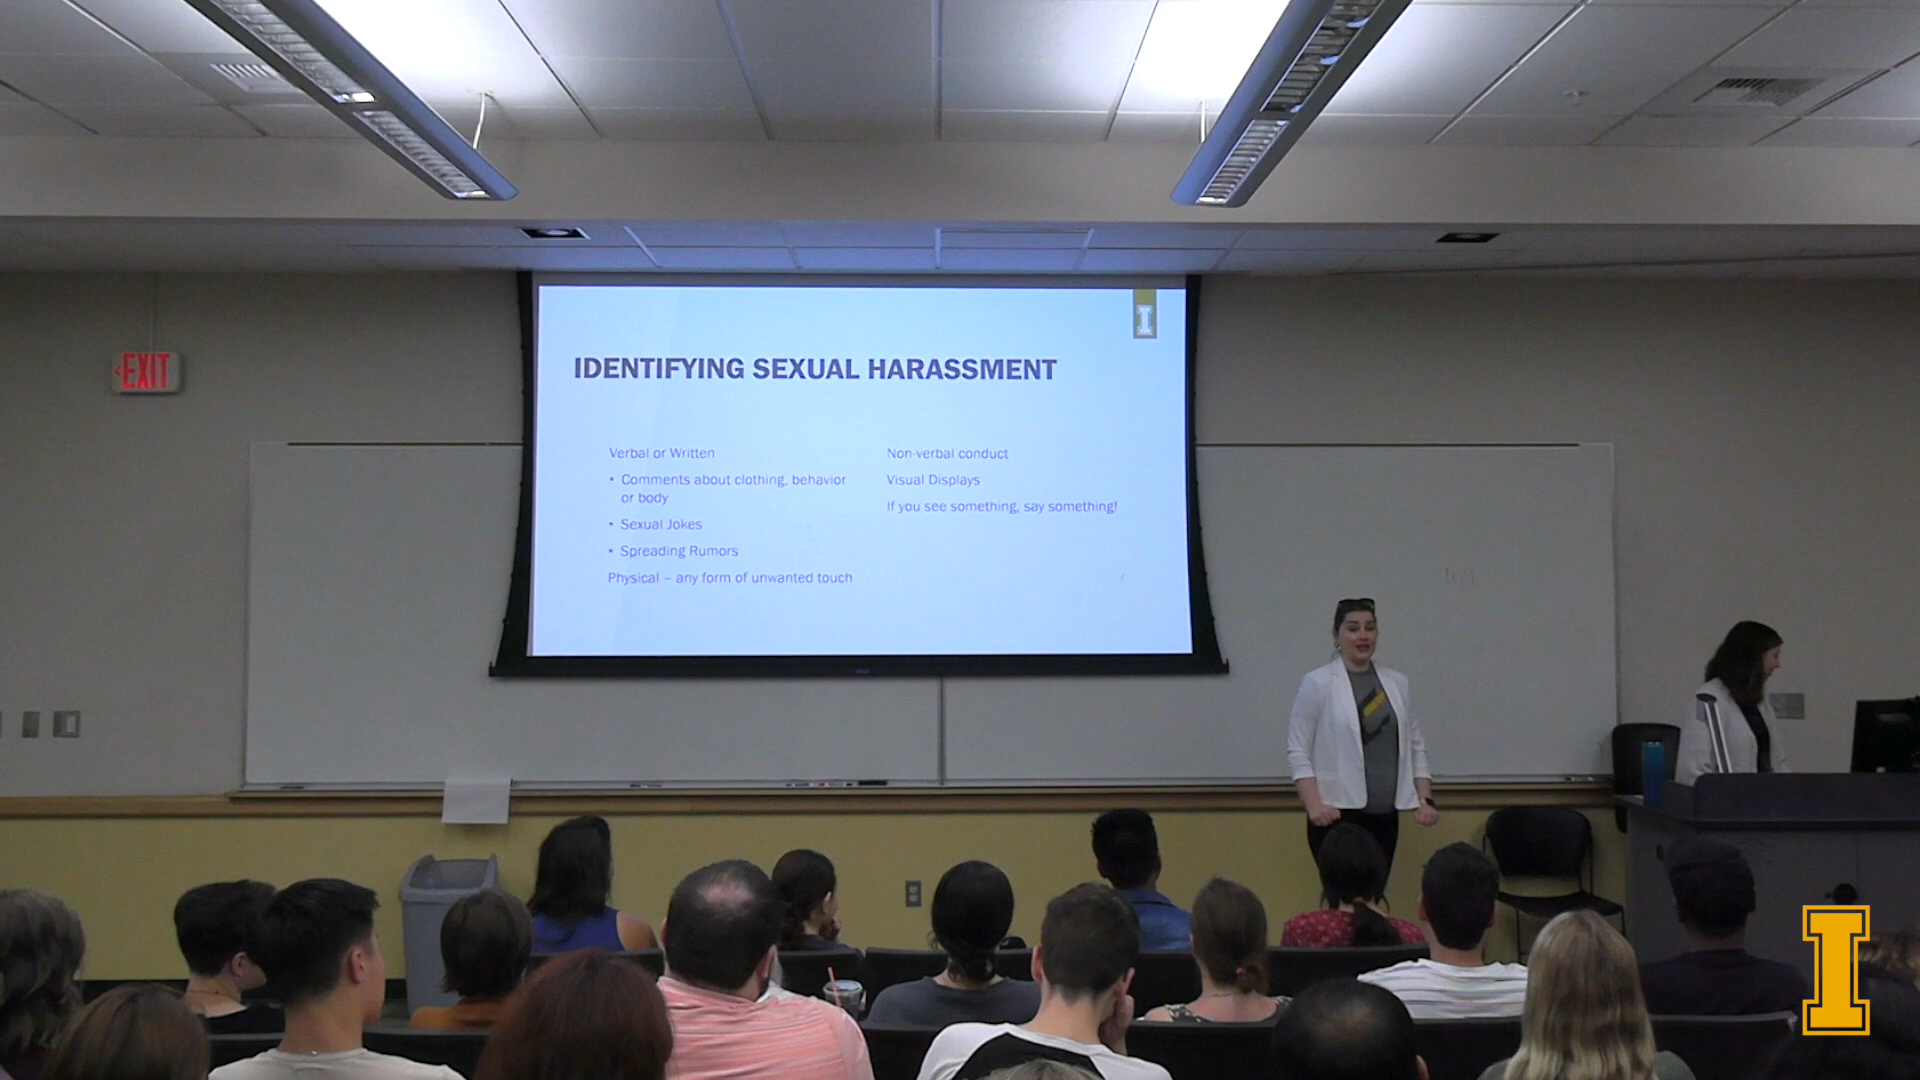 EXIT
I
IDENTIFYING SEXUAL HARASSMENT
Verbal or Written
• Comments about clothing, behavior
or body
• Sexual Jokes
• Spreading Rumors
Physical – any form of unwanted touch
Non-verbal conduct
Visual Displays
If you see something, say something!
I